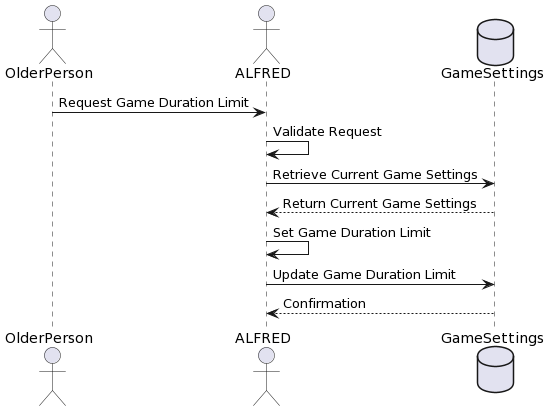 OlderPerson
ALFRED
GameSettings
Request Game Duration Limit
Validate Request
Retrieve Current Game Settings
Return Current Game Settings
Set Game Duration Limit
Update Game Duration Limit
Confirmation
OlderPerson
ALFRED
GameSettings